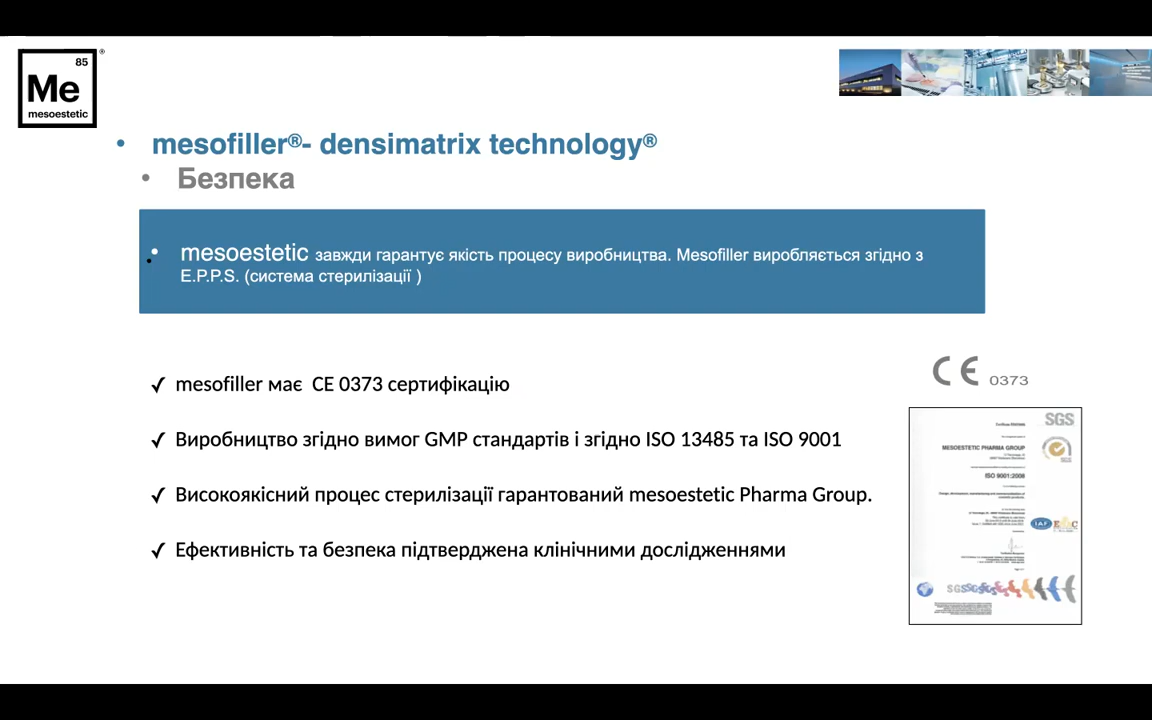 85
®
Me
mesoestetic
• mesofiller®- densimatrix technology®
• Безпека
• mesoestetic завжди гарантує якість процесу виробництва. Mesofiller виробляється згідно з
E.P.P.S. (система стерилізації )
✓ mesofiller має CE 0373 сертифікацію
✓ Виробництво згідно вимог GMP стандартів і згідно ISO 13485 та ISO 9001
✓ Високоякісний процес стерилізації гарантований mesoestetic Pharma Group.
✓ Ефективність та безпека підтверджена клінічними дослідженнями
CE 0373
SGS
MESOESTETIC PHARMA GROUP
ISO 9001:2008
IAF